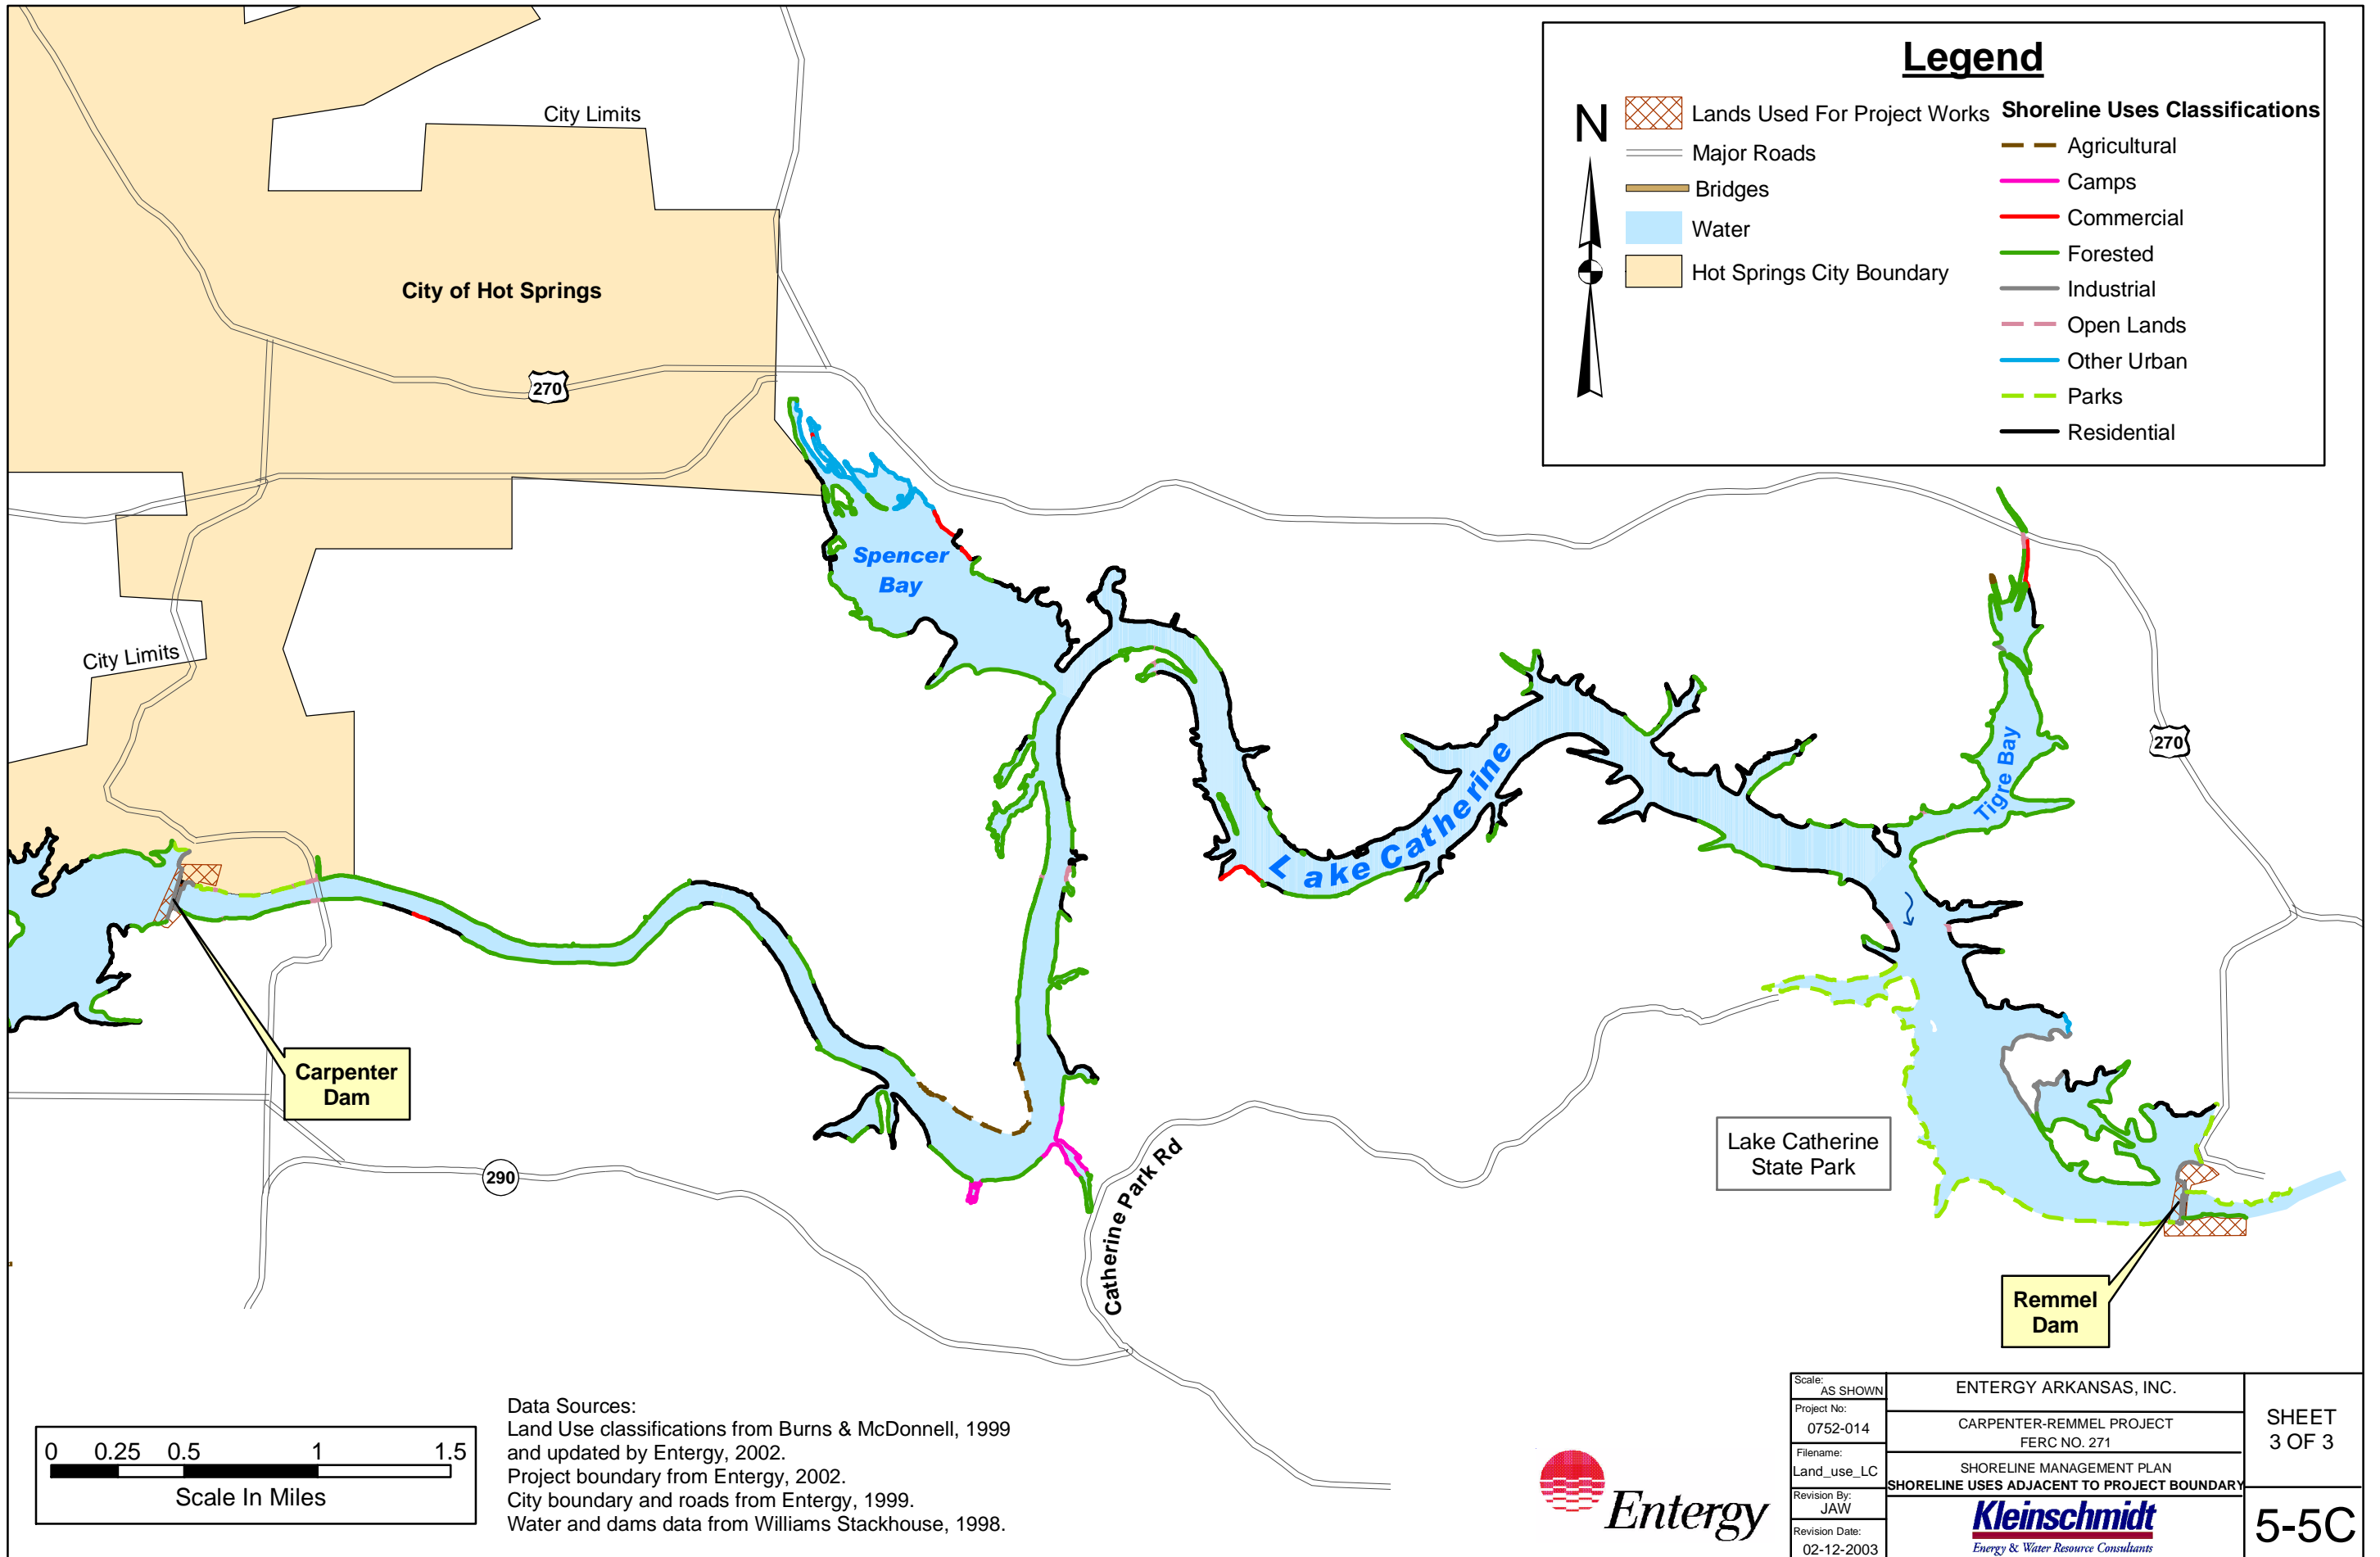 Legend
N
Lands Used For Project Works
Major Roads
Bridges
Water
Hot Springs City Boundary
Shoreline Uses Classifications
Agricultural
Camps
Commercial
Forested
Industrial
Open Lands
Other Urban
Parks
Residential
City Limits
City of Hot Springs
270
City Limits
Spencer
Bay
Lake Catherine
Tigre Bay
270
Carpenter
Dam
290
Catherine Park Rd
Lake Catherine
State Park
Remmel
Dam
0 0.25 0.5 1 1.5
Scale In Miles
Data Sources:
Land Use classifications from Burns & McDonnell, 1999
and updated by Entergy, 2002.
Project boundary from Entergy, 2002.
City boundary and roads from Entergy, 1999.
Water and dams data from Williams Stackhouse, 1998.
Entergy
Scale:
AS SHOWN
Project No:
0752-014
Filename:
Land_use_LC
Revision By:
JAW
Revision Date:
02-12-2003
ENTERGY ARKANSAS, INC.
CARPENTER-REMMEL PROJECT
FERC NO. 271
SHORELINE MANAGEMENT PLAN
SHORELINE USES ADJACENT TO PROJECT BOUNDARY
Kleinschmidt
Energy & Water Resource Consultants
SHEET
3 OF 3
5-5C